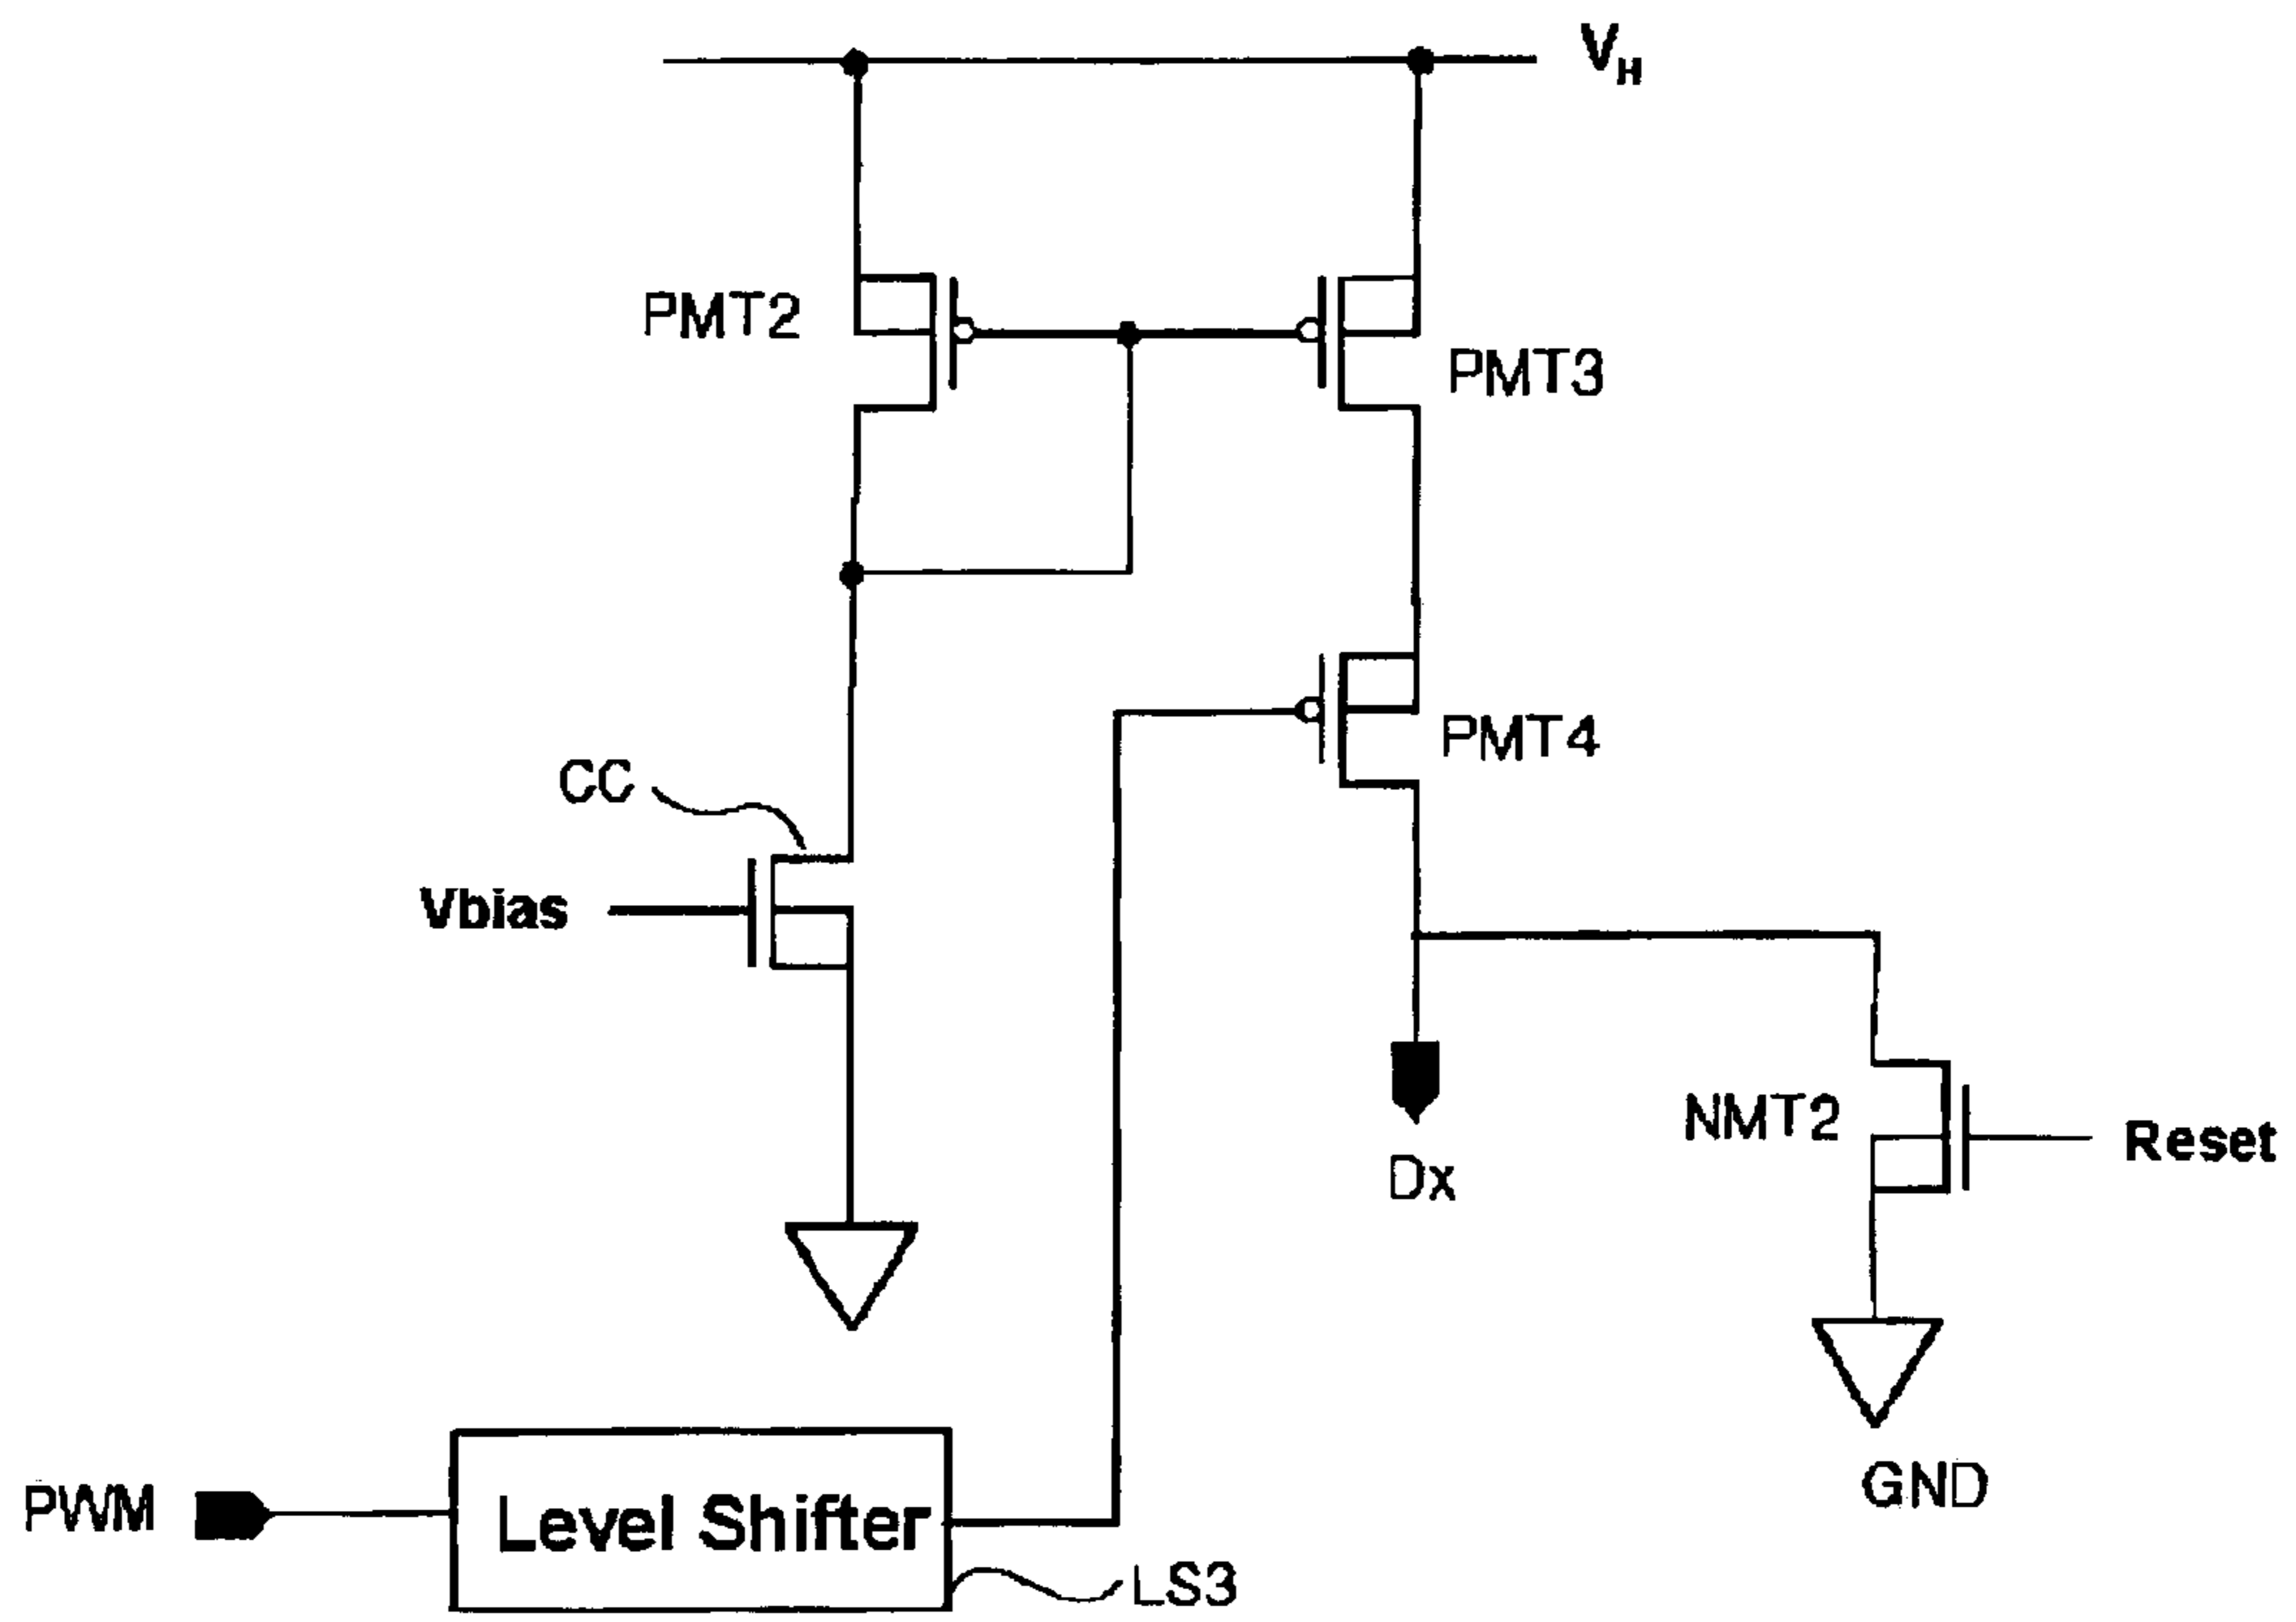 VH
PMT2
PMT3
PMT4
CC
Vbias
NMT2
Reset
Dx
GND
PWM
Level Shifter
LS3